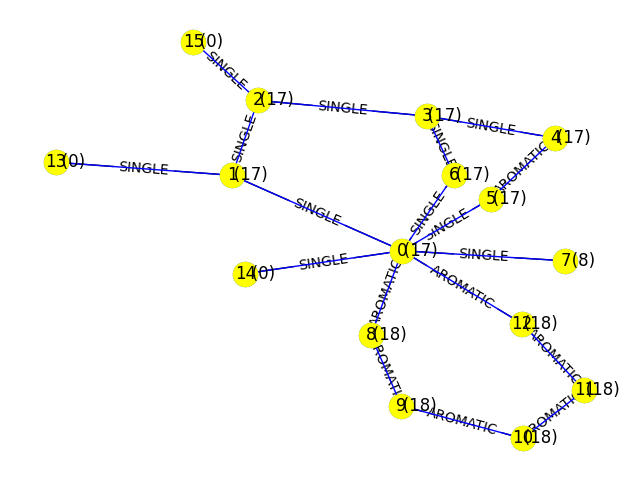 15(0)
SINGLE
2(17)
SINGLE
3(17)
SINGLE
4(17)
SINGLE
SINGLE
AROMATIC
13(0)
SINGLE
1(17)
6(17)
5(17)
SINGLE
SINGLE
SINGLE
0(17)
SINGLE
7(8)
14(0)
SINGLE
AROMATIC
AROMATIC
8(18)
12(18)
AROMATIC
AROMATIC
11(18)
9(18)
AROMATIC
AROMATIC
10(18)